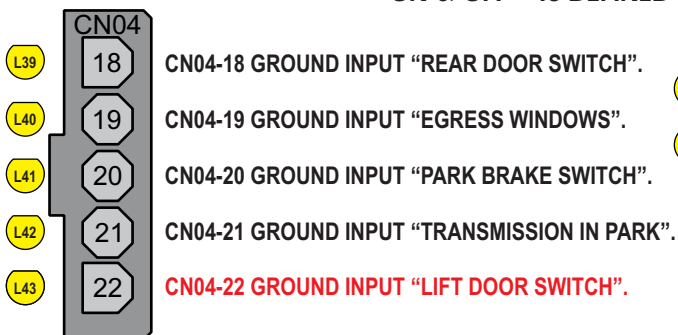 CN04
L39 18 CN04-18 GROUND INPUT “REAR DOOR SWITCH”.
L40 19 CN04-19 GROUND INPUT “EGRESS WINDOWS”.
L41 20 CN04-20 GROUND INPUT “PARK BRAKE SWITCH”.
L42 21 CN04-21 GROUND INPUT “TRANSMISSION IN PARK”.
L43 22 CN04-22 GROUND INPUT “LIFT DOOR SWITCH”.